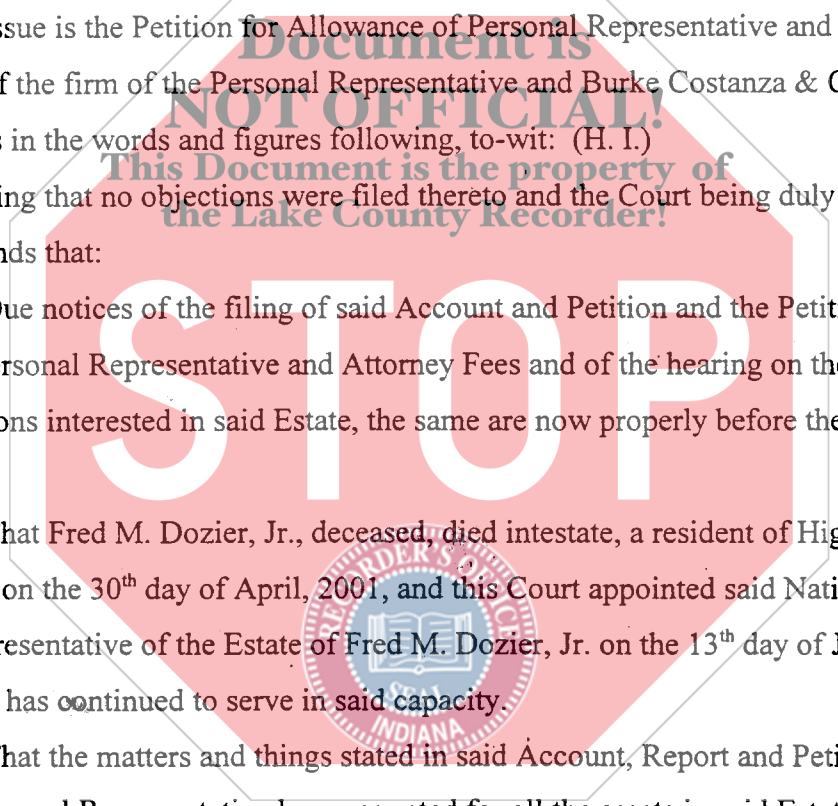 ssue is the Petition for Allowance of Personal Representative and
Document is
f the firm of the Personal Representative and Burke Costanza &
NOT OFFICIAL!
in the words and figures following, to-wit: (H. I.)
This Document is the property of
ing that no objections were filed thereto and the Court being duly
the Lake County Recorder!
nds that:
ue notices of the filing of said Account and Petition and the Petit
STOP
rsonal Representative and Attorney Fees and of the hearing on the
ons interested in said Estate, the same are now properly before the
hat Fred M. Dozier, Jr., deceased, died intestate, a resident of Hig
on the 30th day of April, 2001, and this Court appointed said Nati
RECORDER'S OFFICE
resentative of the Estate of Fred M. Dozier, Jr. on the 13th day of J
SEAL
has continued to serve in said capacity.
INDIANA
hat the matters and things stated in said Account, Report and Peti